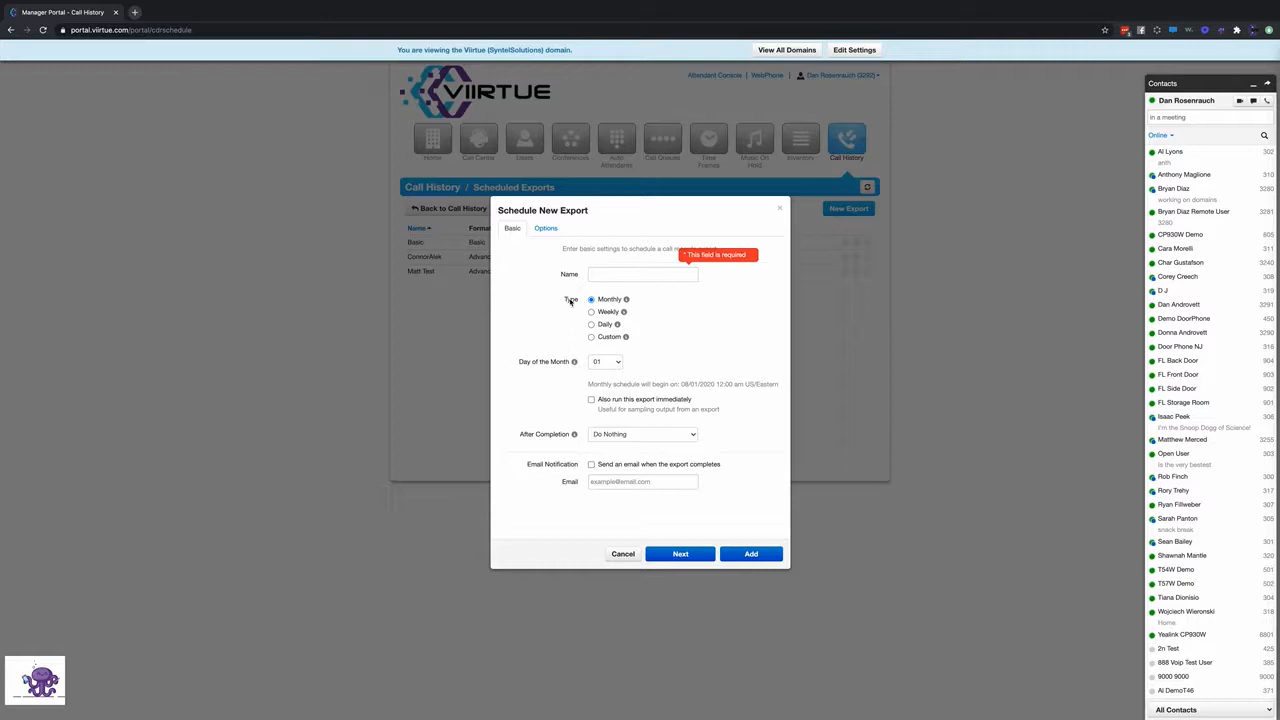 Manager Portal - Call History
portal.viirtue.com/portal/cdrschedule
You are viewing the Viirtue (SyntelSolutions) domain.
View All Domains
Edit Settings
VIIRTUE
Attendant Console
WebPhone
Dan Rosenrauch (3292)
Home
Call Center
Users
Conferences
Auto Attendants
Call Queues
Time Frames
Music On Hold
Inventory
Call History
Call History / Scheduled Exports
Back to Call History
New Export
Name
Format
Basic
Basic
ConnorAlek
Advanc
Matt Test
Advanc
Schedule New Export
Basic
Options
Enter basic settings to schedule a call
* This field is required
Name
Type
Monthly
Weekly
Daily
Custom
Day of the Month
01
Monthly schedule will begin on: 08/01/2020 12:00 am US/Eastern
Also run this export immediately
Useful for sampling output from an export
After Completion
Do Nothing
Email Notification
Send an email when the export completes
Email
example@email.com
Cancel
Next
Add
Contacts
Dan Rosenrauch
in a meeting
Online
Al Lyons 302
anth
Anthony Maglione 310
Bryan Diaz 3280
working on domains
Bryan Diaz Remote User 3281
3280
CP930W Demo 805
Cara Morelli 313
Char Gustafson 3240
Corey Creech 312
D J 319
Dan Androvett 3291
Demo DoorPhone 450
Donna Androvett 3290
Door Phone NJ 316
FL Back Door 904
FL Front Door 903
FL Side Door 902
FL Storage Room 901
Isaac Peek 306
I'm the Snoop Dogg of Science!
Matthew Merced 3255
Open User 303
Is the very bestest
Rob Finch 300
Rory Trehy 317
Ryan Fillweber 307
Sarah Panton 305
snack break
Sean Bailey 301
Shawnah Mantle 320
T54W Demo 501
T57W Demo 502
Tiana Dionisio 304
Wojciech Wieronski 318
Home
Yealink CP930W 8801
2n Test 425
888 Voip Test User 385
9000 9000 9000
Al DemoT46 371
All Contacts